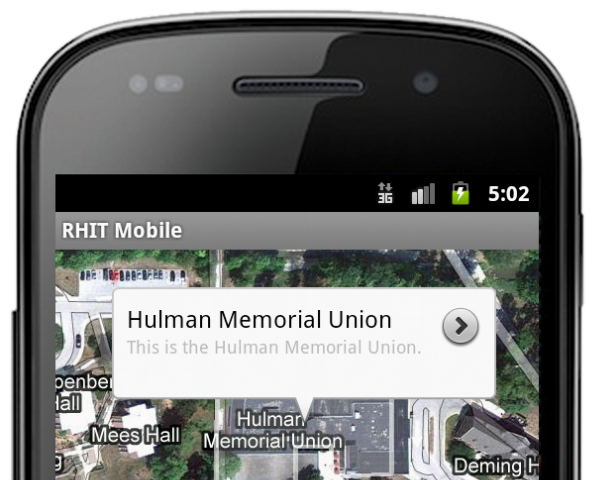 3G
5:02
RHIT Mobile
Hulman Memorial Union
This is the Hulman Memorial Union.
penber
Hall
Mees Hall
Hulman
Memorial Union
g
Deming H